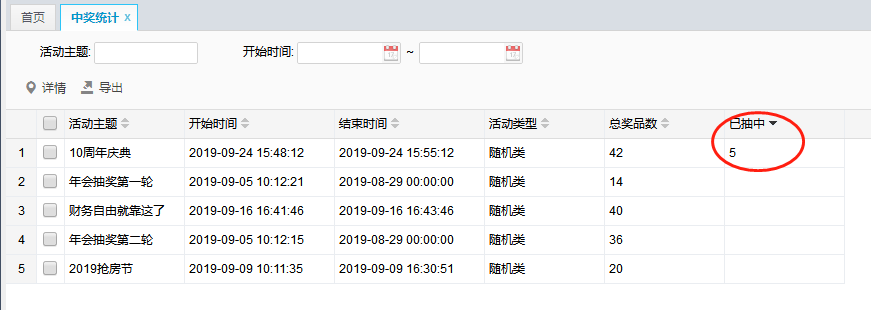 首页 中奖统计 x
活动主题: 开始时间: ~
详情 导出
活动主题 开始时间 结束时间 活动类型 总奖品数 已抽中
1 10周年庆典 2019-09-24 15:48:12 2019-09-24 15:55:12 随机类 42 5
2 年会抽奖第一轮 2019-09-05 10:12:21 2019-08-29 00:00:00 随机类 14
3 财务自由就靠这了 2019-09-16 16:41:46 2019-09-16 16:43:46 随机类 40
4 年会抽奖第二轮 2019-09-05 10:12:15 2019-08-29 00:00:00 随机类 36
5 2019抢房节 2019-09-09 10:11:35 2019-09-09 16:30:51 随机类 20